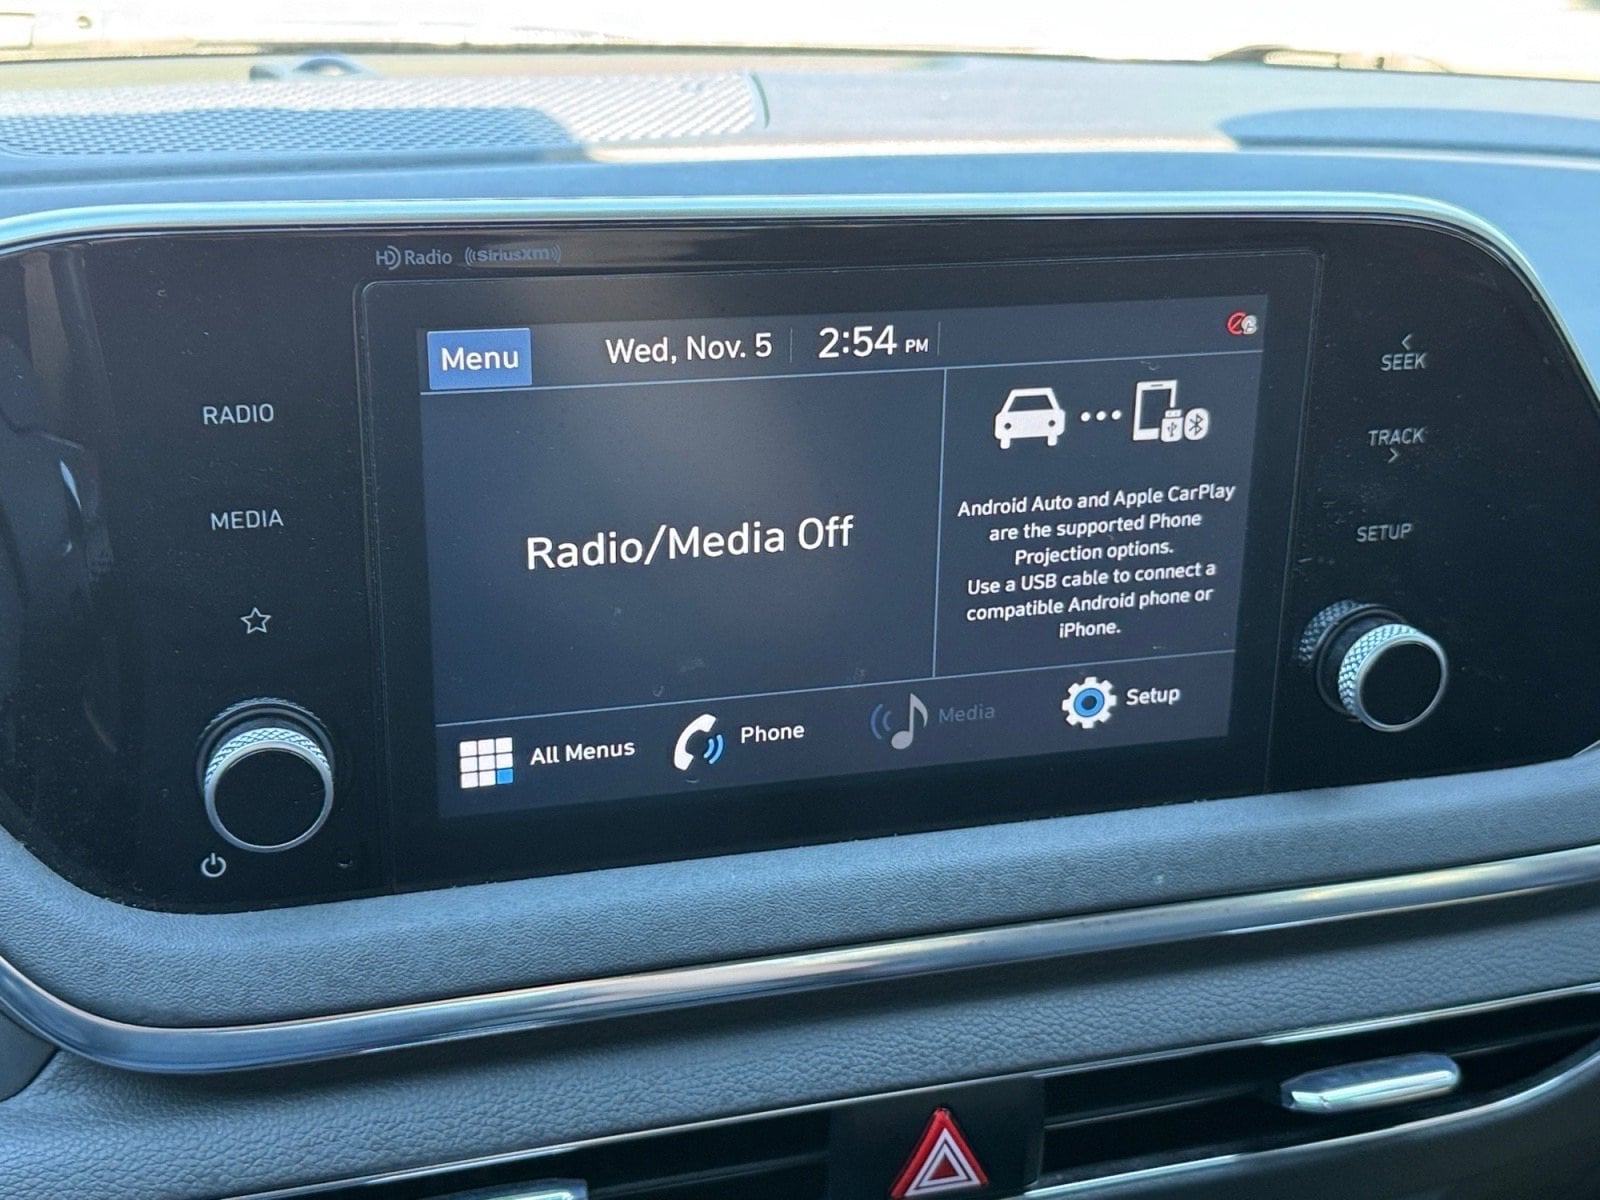 HD Radio ((SiriusXM))
Menu
Wed, Nov. 5
2:54 PM
RADIO
MEDIA
Radio/Media Off
Android Auto and Apple CarPlay
are the supported Phone
Projection options.
Use a USB cable to connect a
compatible Android phone or
iPhone.
All Menus
Phone
Media
Setup
< SEEK
TRACK >
SETUP